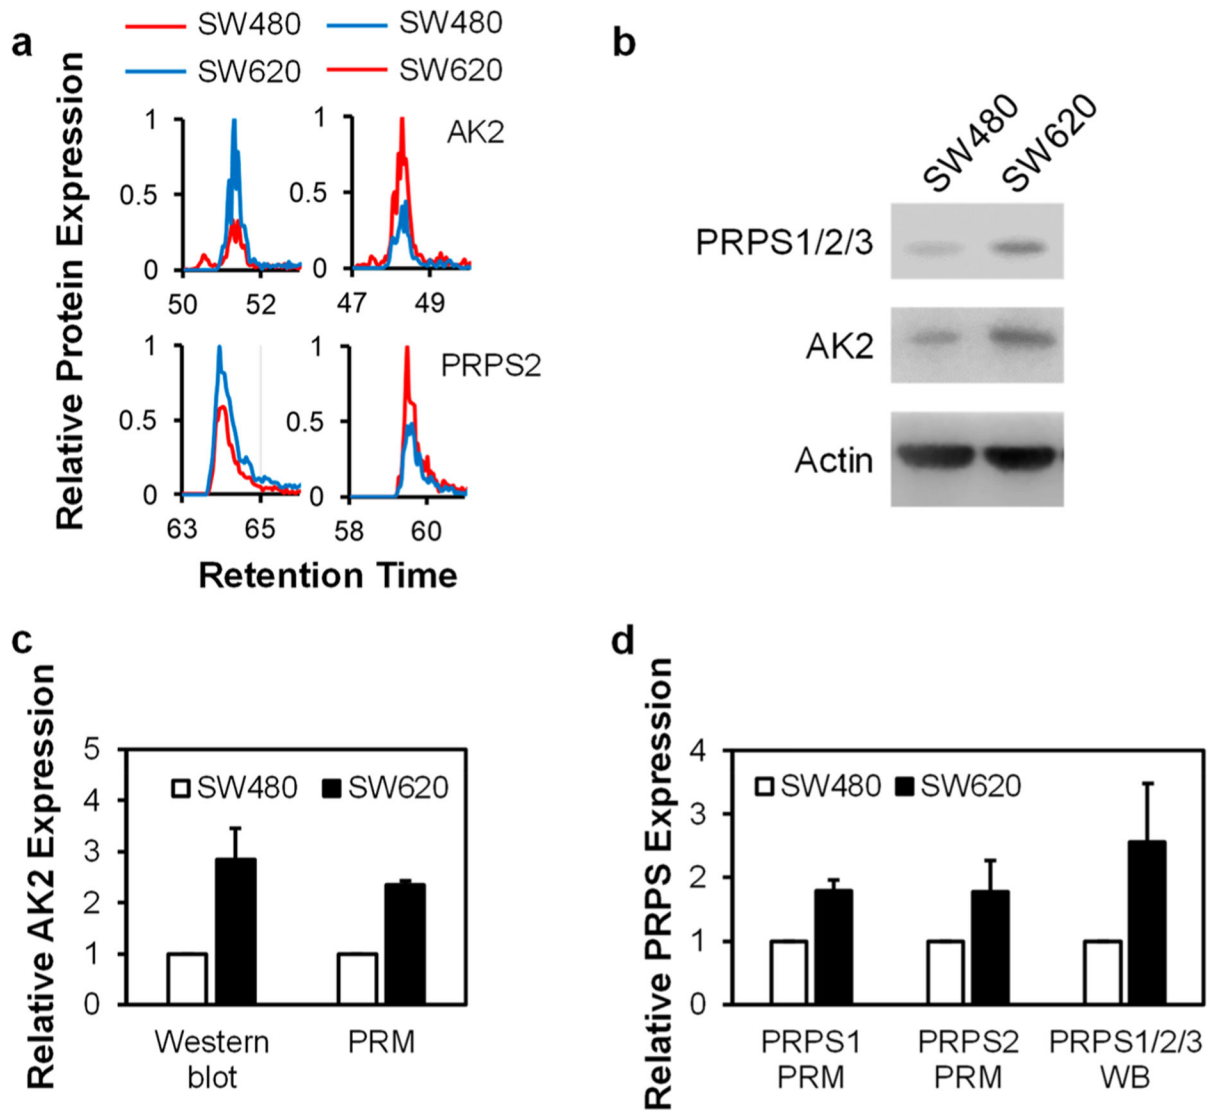 a
SW480
SW480
SW620
SW620
Relative Protein Expression
1
0.5
0
50
52
1
0.5
0
47
49
AK2
1
0.5
0
63
65
1
0.5
0
58
60
PRPS2
Retention Time
b
SW480
SW620
PRPS1/2/3
AK2
Actin
c
Relative AK2 Expression
5
4
3
2
1
0
SW480
SW620
Western
blot
PRM
d
Relative PRPS Expression
4
3
2
1
0
SW480
SW620
PRPS1
PRM
PRPS2
PRM
PRPS1/2/3
WB